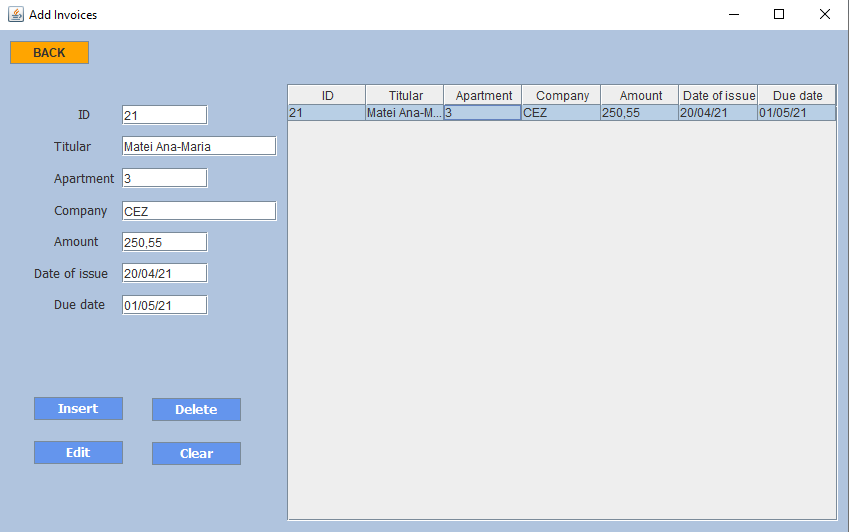 Add Invoices
BACK
ID 21
Titular Matei Ana-Maria
Apartment 3
Company CEZ
Amount 250,55
Date of issue 20/04/21
Due date 01/05/21
Insert Delete
Edit Clear
ID Titular Apartment Company Amount Date of issue Due date
21 Matei Ana-M... 3 CEZ 250,55 20/04/21 01/05/21